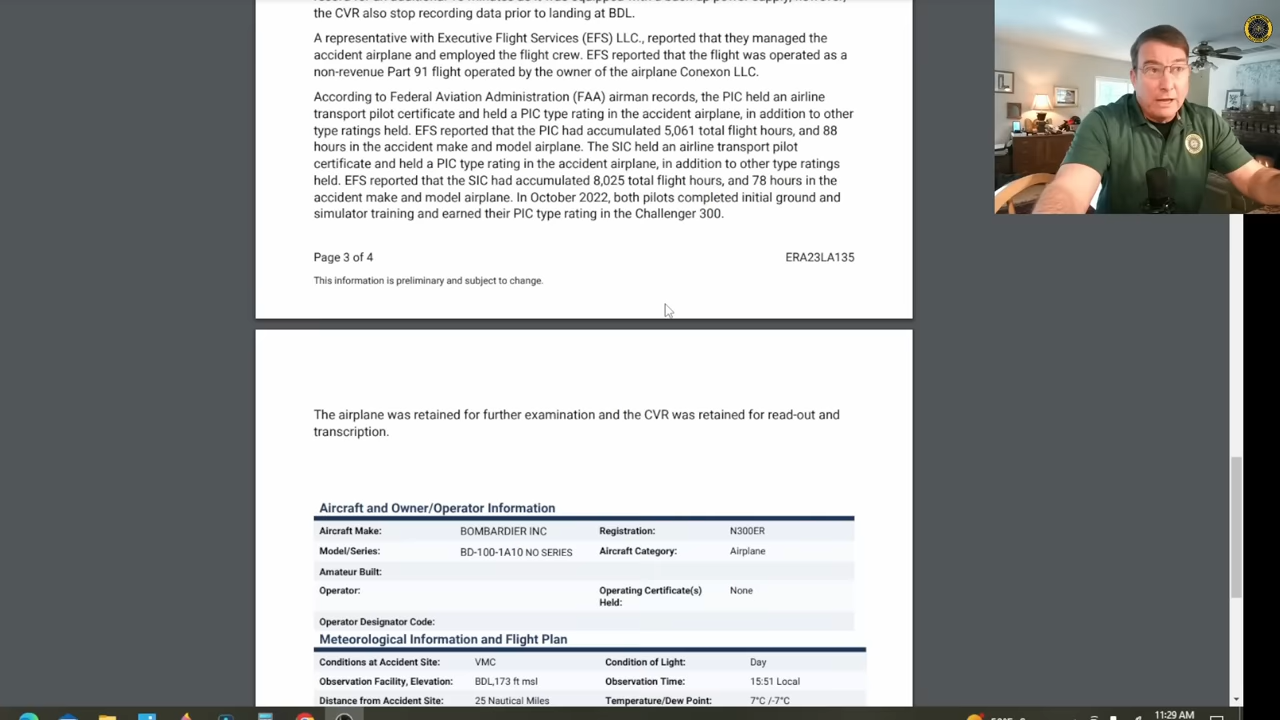 the CVR also stop recording data prior to landing at BDL.
A representative with Executive Flight Services (EFS) LLC., reported that they managed the
accident airplane and employed the flight crew. EFS reported that the flight was operated as a
non-revenue Part 91 flight operated by the owner of the airplane Conexon LLC.
According to Federal Aviation Administration (FAA) airman records, the PIC held an airline
transport pilot certificate and held a PIC type rating in the accident airplane, in addition to other
type ratings held. EFS reported that the PIC had accumulated 5,061 total flight hours, and 88
hours in the accident make and model airplane. The SIC held an airline transport pilot
certificate and held a PIC type rating in the accident airplane, in addition to other type ratings
held. EFS reported that the SIC had accumulated 8,025 total flight hours, and 78 hours in the
accident make and model airplane. In October 2022, both pilots completed initial ground and
simulator training and earned their PIC type rating in the Challenger 300.
Page 3 of 4 ERA23LA135
This information is preliminary and subject to change.
The airplane was retained for further examination and the CVR was retained for read-out and
transcription.
Aircraft and Owner/Operator Information
Aircraft Make: BOMBARDIER INC Registration: N300ER
Model/Series: BD-100-1A10 NO SERIES Aircraft Category: Airplane
Amateur Built:
Operator: Operating Certificate(s) None
Held:
Operator Designator Code:
Meteorological Information and Flight Plan
Conditions at Accident Site: VMC Condition of Light: Day
Observation Facility, Elevation: BDL,173 ft msl Observation Time: 15:51 Local
Distance from Accident Site: 25 Nautical Miles Temperature/Dew Point: 7°C /-7°C
11:29 AM